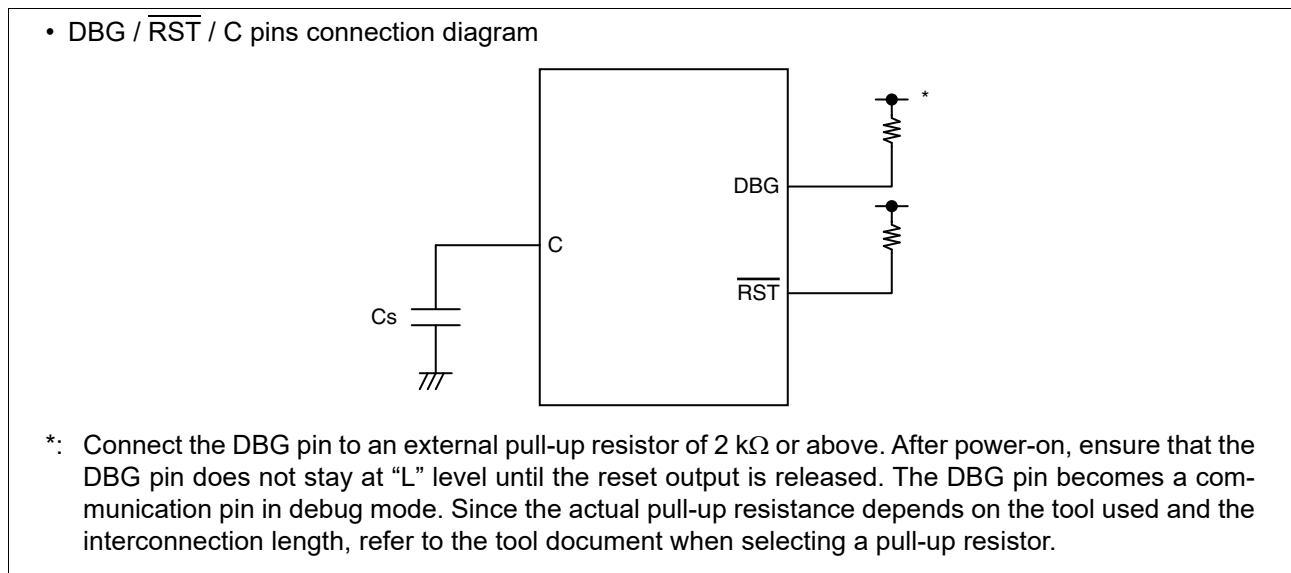 • DBG / R̅S̅T̅ / C pins connection diagram
*
DBG
C
R̅S̅T̅
Cs
*: Connect the DBG pin to an external pull-up resistor of 2 kΩ or above. After power-on, ensure that the
DBG pin does not stay at “L” level until the reset output is released. The DBG pin becomes a com-
munication pin in debug mode. Since the actual pull-up resistance depends on the tool used and the
interconnection length, refer to the tool document when selecting a pull-up resistor.